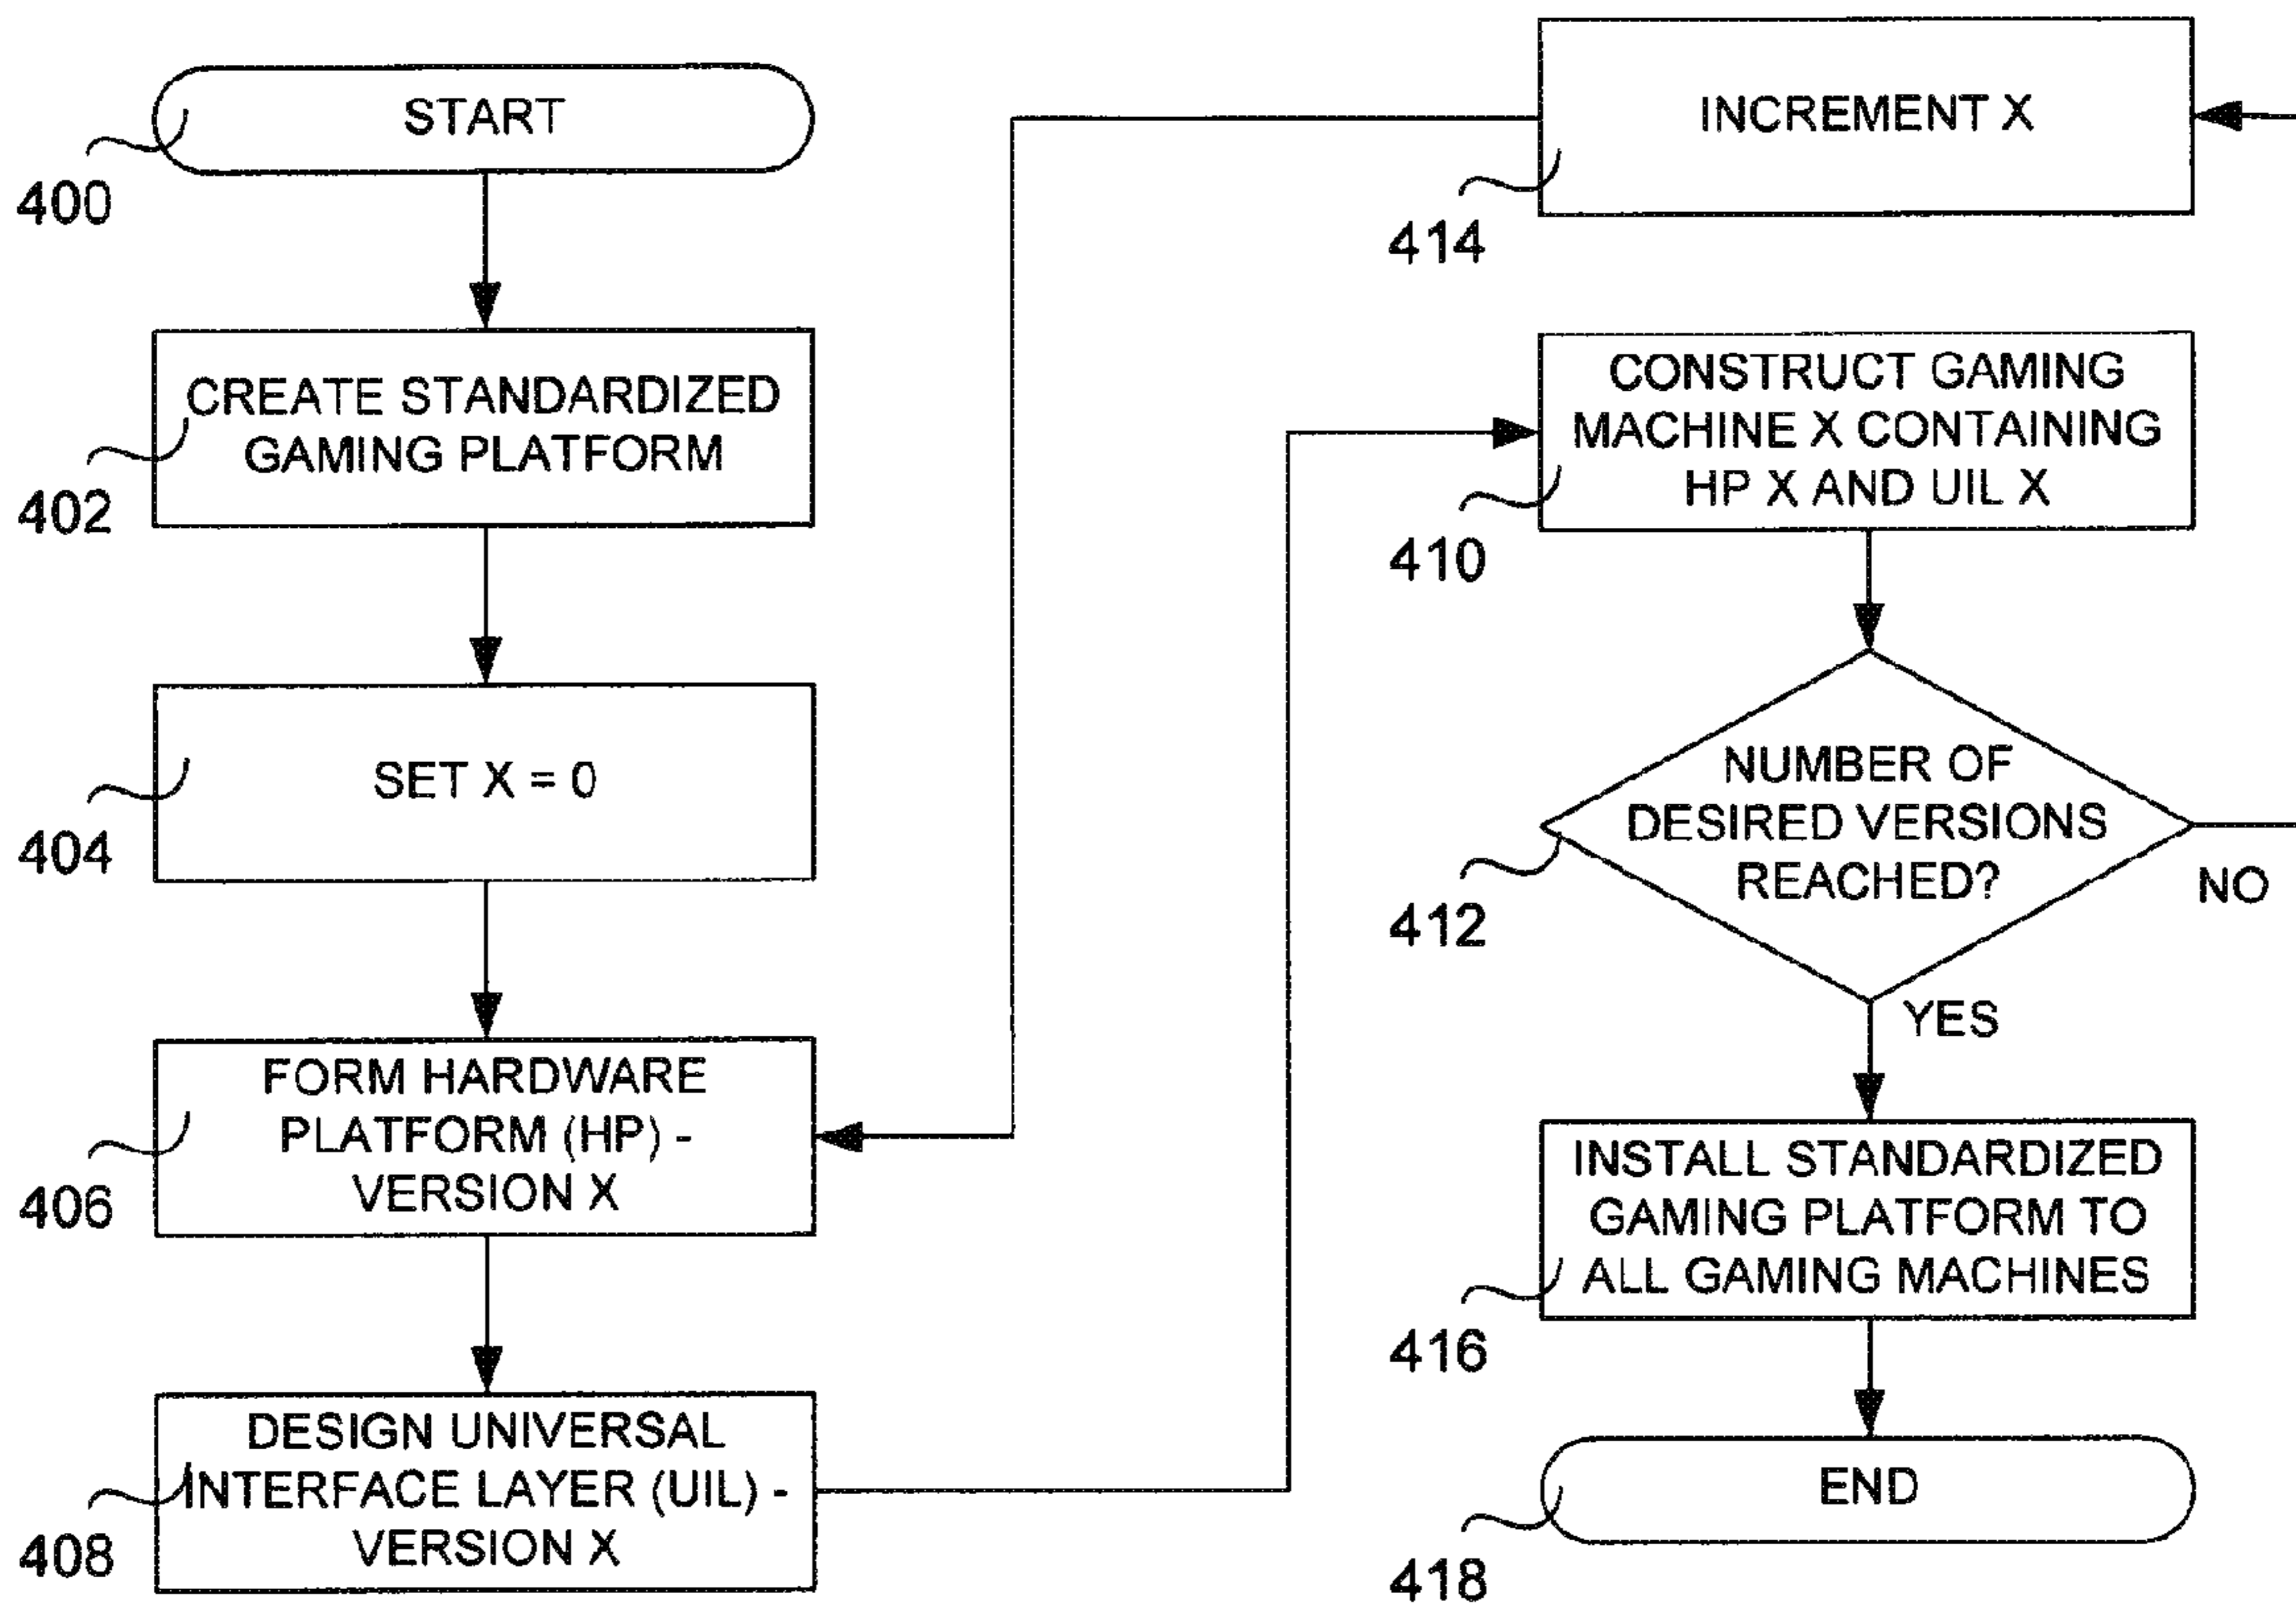 START
400
CREATE STANDARDIZED
GAMING PLATFORM
402
SET X = 0
404
FORM HARDWARE
PLATFORM (HP) -
VERSION X
406
DESIGN UNIVERSAL
INTERFACE LAYER (UIL) -
VERSION X
408
INCREMENT X
414
CONSTRUCT GAMING
MACHINE X CONTAINING
HP X AND UIL X
410
NUMBER OF
DESIRED VERSIONS
REACHED?
412
NO
YES
INSTALL STANDARDIZED
GAMING PLATFORM TO
ALL GAMING MACHINES
416
END
418